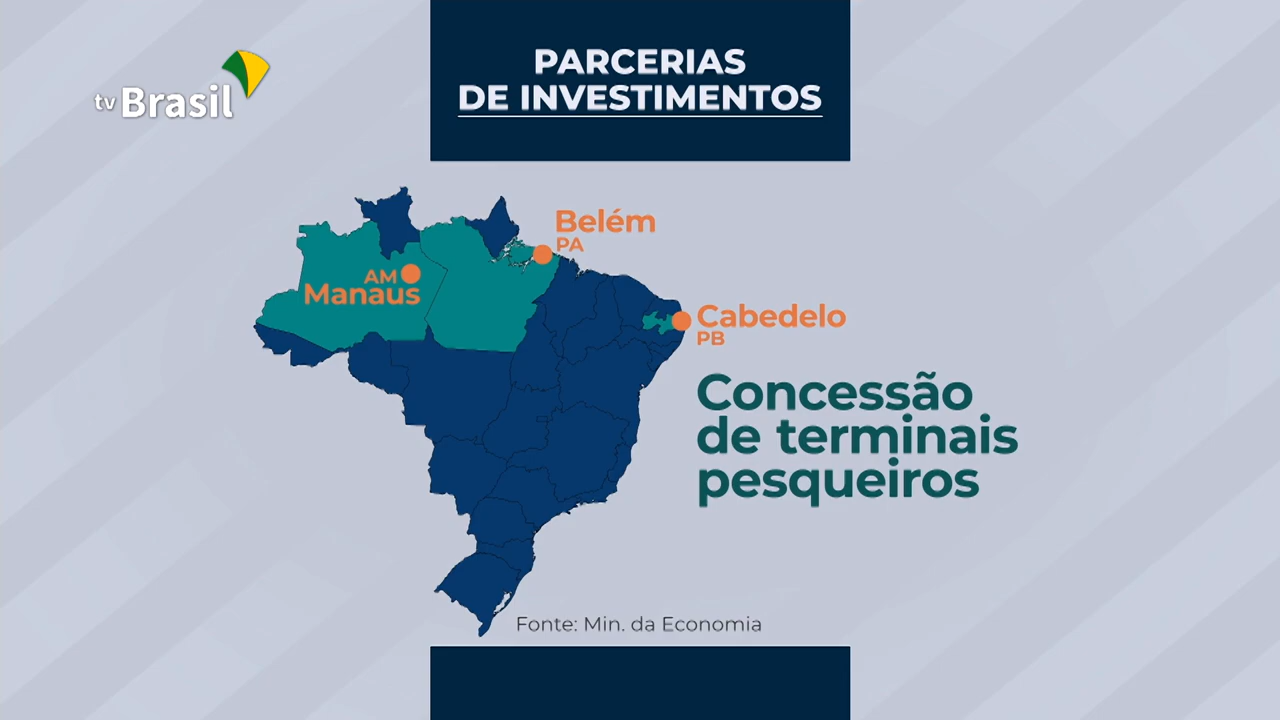 tv Brasil
PARCERIAS
DE INVESTIMENTOS
Belém
PA
AM
Manaus
Cabedelo
PB
Concessão
de terminais
pesqueiros
Fonte: Min. da Economia